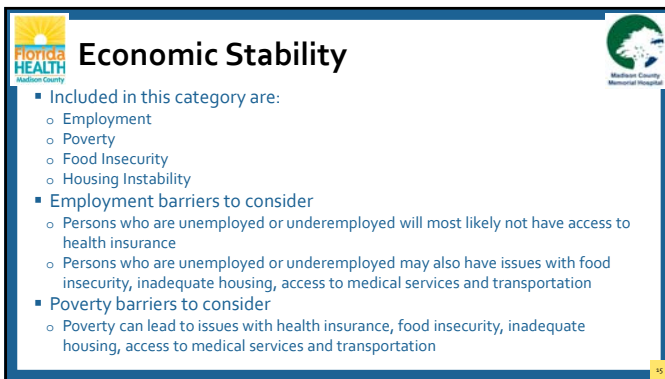 Florida
HEALTH
Madison County
Economic Stability
Madison County
Memorial Hospital
▪ Included in this category are:
o Employment
o Poverty
o Food Insecurity
o Housing Instability
▪ Employment barriers to consider
o Persons who are unemployed or underemployed will most likely not have access to
health insurance
o Persons who are unemployed or underemployed may also have issues with food
insecurity, inadequate housing, access to medical services and transportation
▪ Poverty barriers to consider
o Poverty can lead to issues with health insurance, food insecurity, inadequate
housing, access to medical services and transportation
15